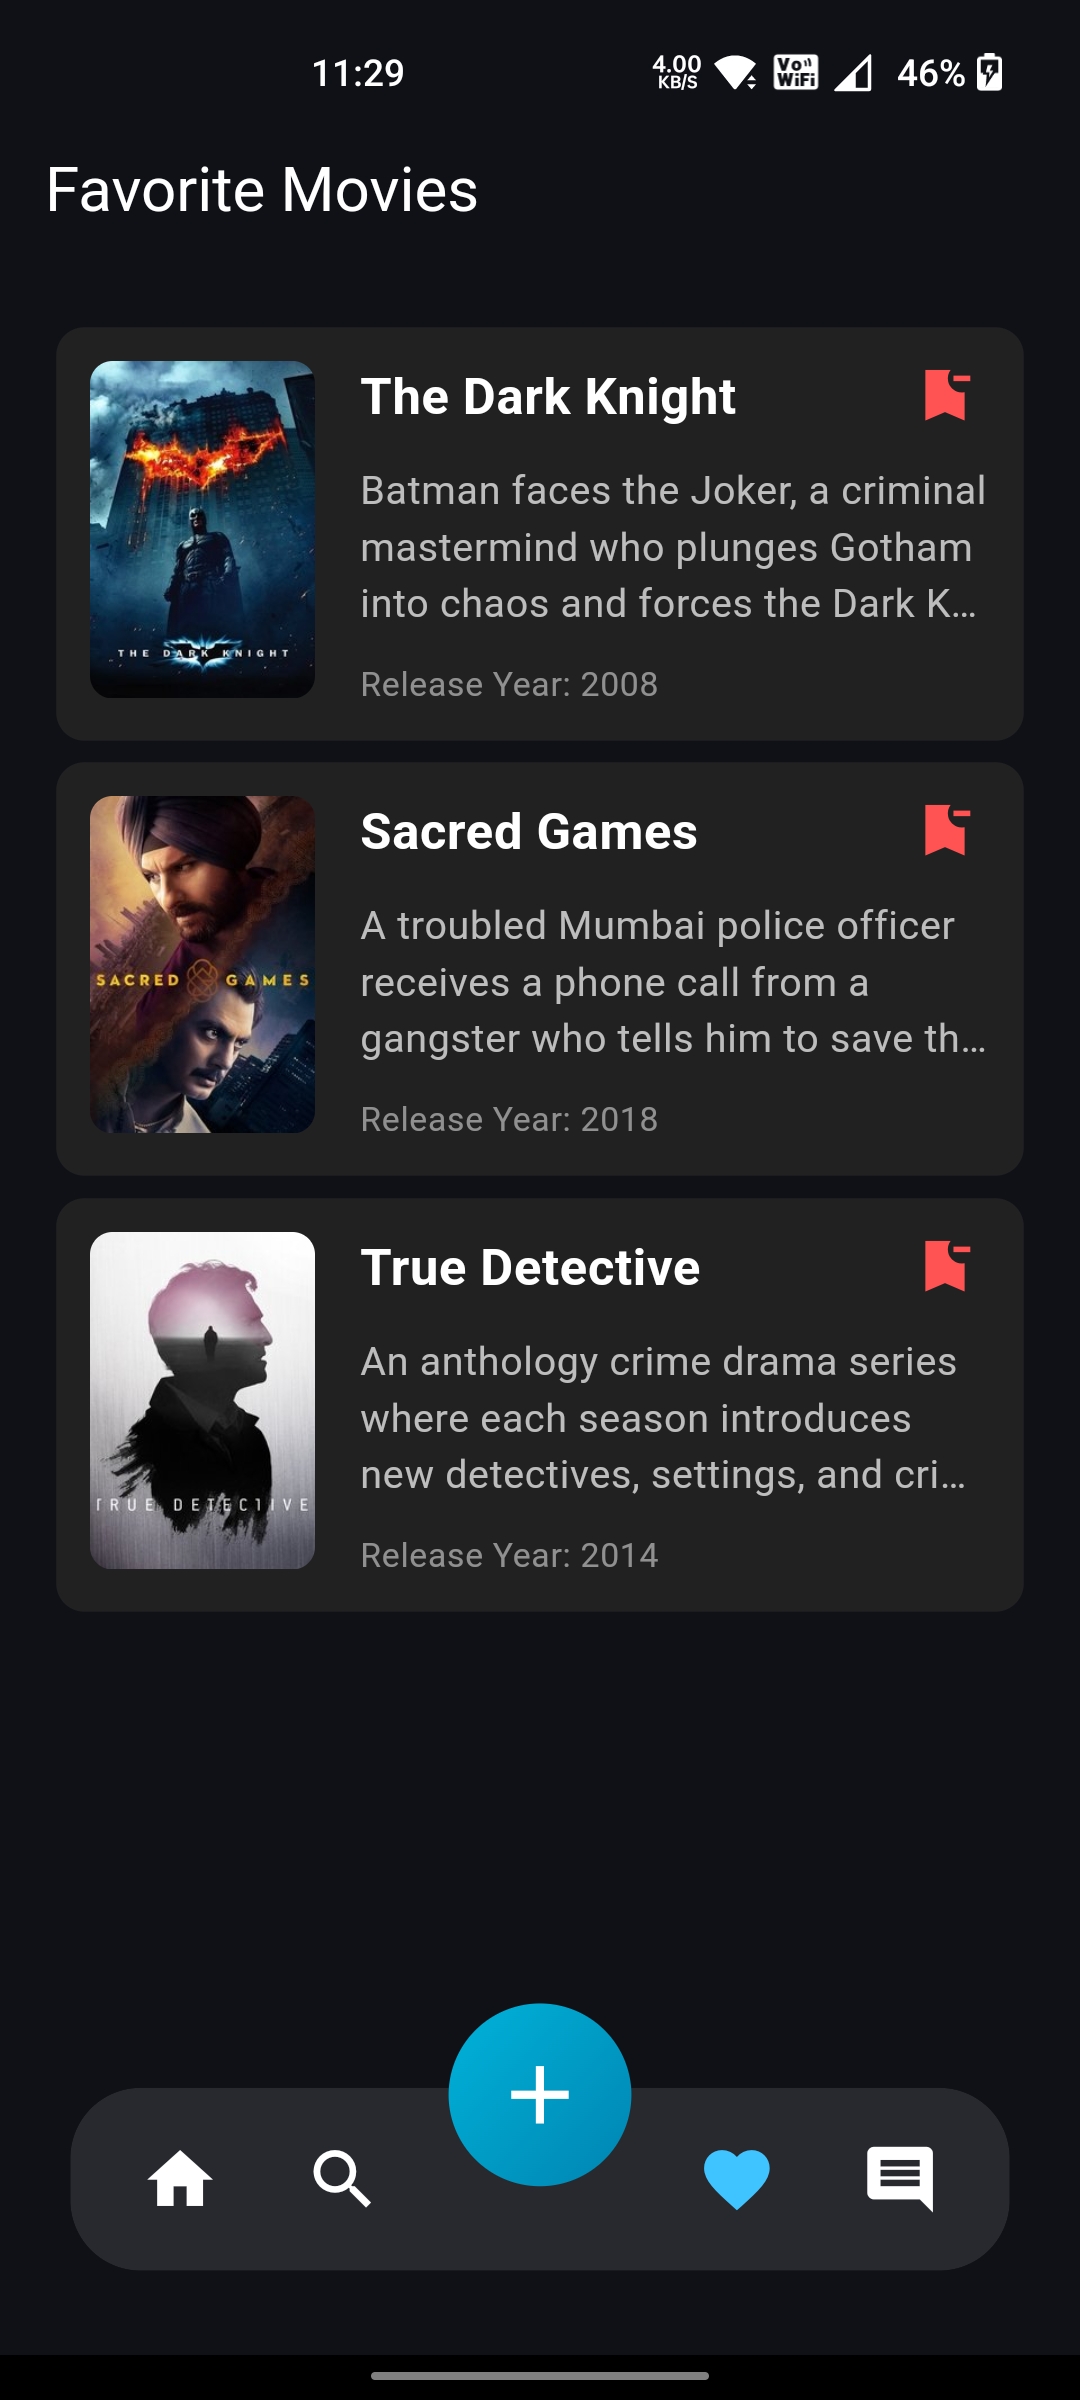 11:29
4.00
KB/S
Vo
WiFi
46%
Favorite Movies
THE DARK KNIGHT
The Dark Knight
Batman faces the Joker, a criminal
mastermind who plunges Gotham
into chaos and forces the Dark K...
Release Year: 2008
SACRED GAMES
Sacred Games
A troubled Mumbai police officer
receives a phone call from a
gangster who tells him to save th...
Release Year: 2018
TRUE DETECTIVE
True Detective
An anthology crime drama series
where each season introduces
new detectives, settings, and cri...
Release Year: 2014